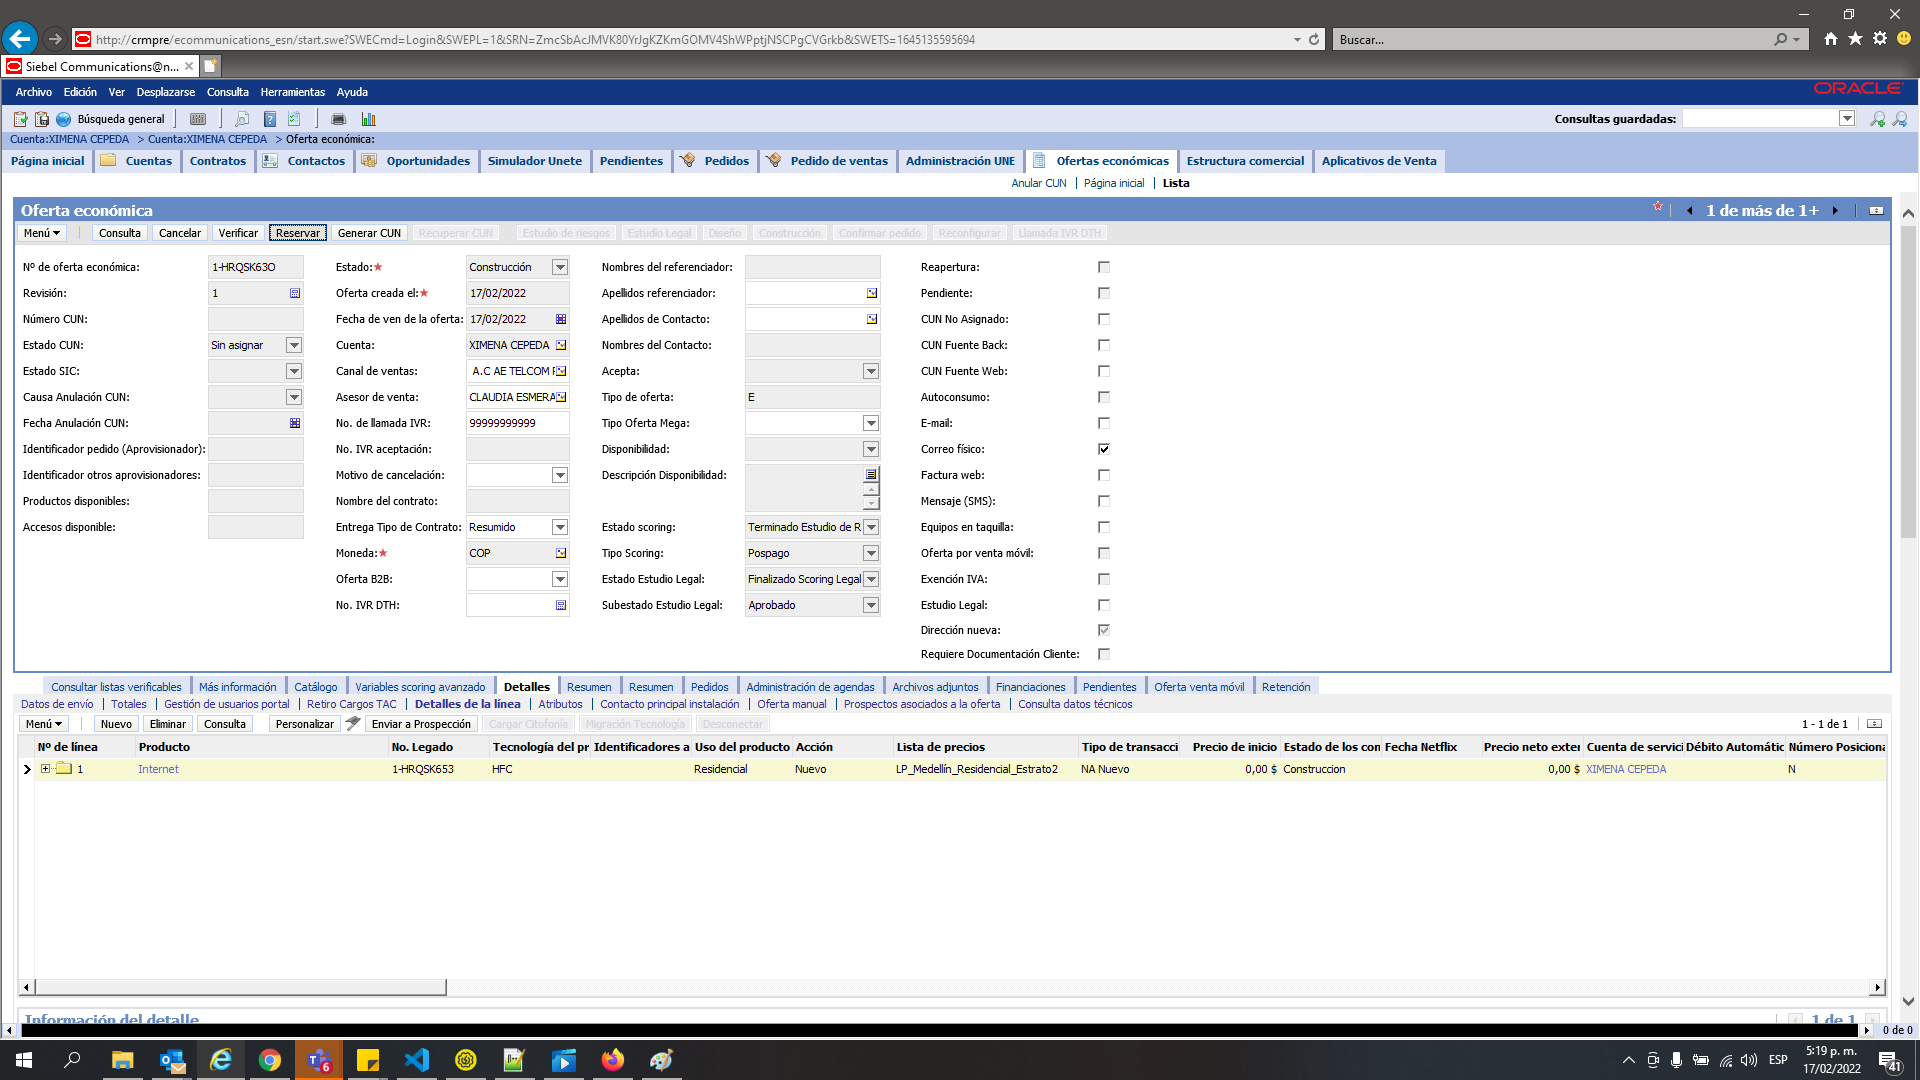 http://crmpre/ecommunications_esn/start.swe?SWECmd=Login&SWEPL=1&SRN=ZmcSbAcJMVK80YrJgKZKmGOMV4ShWPptjNSCPgCVGrkb&SWETS=1645135595694
Buscar...
Siebel Communications@n...
Archivo Edición Ver Desplazarse Consulta Herramientas Ayuda
ORACLE
Búsqueda general
Consultas guardadas:
Cuenta:XIMENA CEPEDA > Cuenta:XIMENA CEPEDA > Oferta económica:
Página inicial Cuentas Contratos Contactos Oportunidades Simulador Unete Pendientes Pedidos Pedido de ventas Administración UNE Ofertas económicas Estructura comercial Aplicativos de Venta
Anular CUN | Página inicial | Lista
Oferta económica
1 de más de 1+
Menú Consulta Cancelar Verificar Reservar Generar CUN Recuperar CUN Estudio de riesgos Estudio Legal Diseño Construcción Confirmar pedido Reconfigurar Llamada IVR DTH
Nº de oferta económica: 1-HRQSK63O Estado:* Construcción Nombres del referenciador: Reapertura:
Revisión: 1 Oferta creada el:* 17/02/2022 Apellidos referenciador: Pendiente:
Número CUN: Fecha de ven de la oferta: 17/02/2022 Apellidos de Contacto: CUN No Asignado:
Estado CUN: Sin asignar Cuenta: XIMENA CEPEDA Nombres del Contacto: CUN Fuente Back:
Estado SIC: Canal de ventas: A.C AE TELCOM Acepta: CUN Fuente Web:
Causa Anulación CUN: Asesor de venta: CLAUDIA ESMERA Tipo de oferta: E Autoconsumo:
Fecha Anulación CUN: No. de llamada IVR: 99999999999 Tipo Oferta Mega: E-mail:
Identificador pedido (Aprovisionador): No. IVR aceptación: Disponibilidad: Correo físico:
Identificador otros aprovisionadores: Motivo de cancelación: Descripción Disponibilidad: Factura web:
Productos disponibles: Nombre del contrato: Mensaje (SMS):
Accesos disponible: Entrega Tipo de Contrato: Resumido Estado scoring: Terminado Estudio de R Equipos en taquilla:
Moneda:* COP Tipo Scoring: Pospago Oferta por venta móvil:
Oferta B2B: Estado Estudio Legal: Finalizado Scoring Legal Exención IVA:
No. IVR DTH: Subestado Estudio Legal: Aprobado Estudio Legal:
Dirección nueva:
Requiere Documentación Cliente:
Consultar listas verificables Más información Catálogo Variables scoring avanzado Detalles Resumen Resumen Pedidos Administración de agendas Archivos adjuntos Financiaciones Pendientes Oferta venta móvil Retención
Datos de envío | Totales | Gestión de usuarios portal | Retiro Cargos TAC | Detalles de la línea | Atributos | Contacto principal instalación | Oferta manual | Prospectos asociados a la oferta | Consulta datos técnicos
Menú Nuevo Eliminar Consulta Personalizar Enviar a Prospección Cargar Citofonía Migración Tecnología Desconectar
1 - 1 de 1
Nº de línea Producto No. Legado Tecnología del pr Identificadores a Uso del producto Acción Lista de precios Tipo de transacci Precio de inicio Estado de los con Fecha Netflix Precio neto exter Cuenta de servici Débito Automátic Número Posiciona
1 Internet 1-HRQSK653 HFC Residencial Nuevo LP_Medellín_Residencial_Estrato2 NA Nuevo 0,00 $ Construccion 0,00 $ XIMENA CEPEDA N
Información del detalle
1 de 1
0 de 0
6
ESP
5:19 p. m.
17/02/2022
41